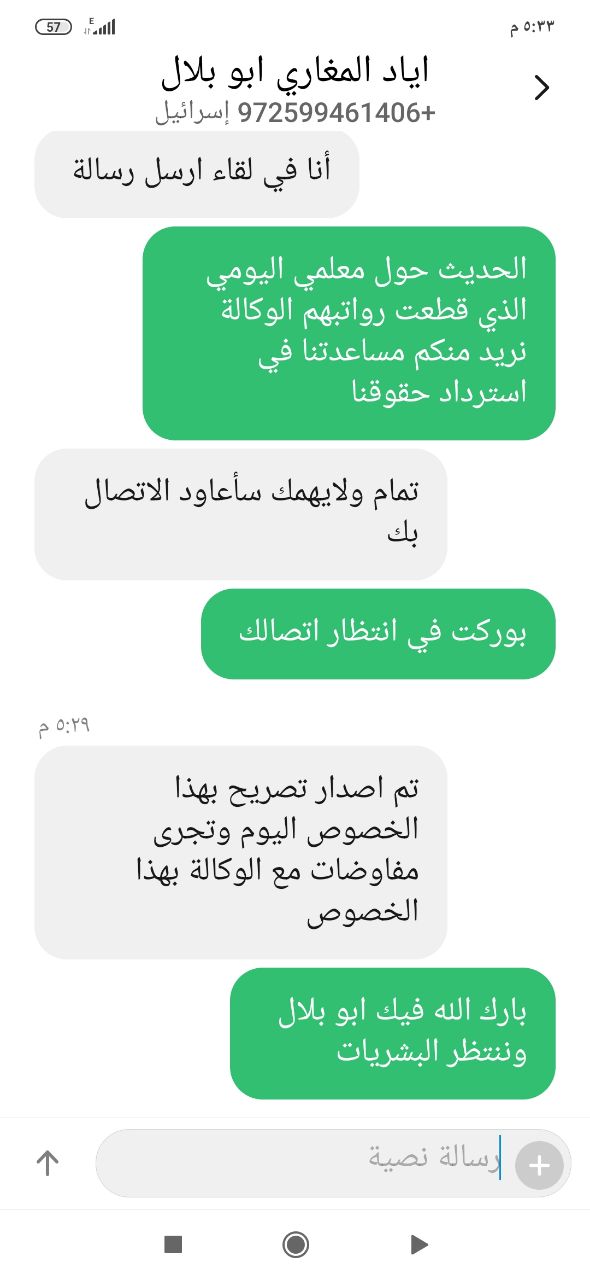 57
E
٥:٣٣ م
اياد المغاري ابو بلال
+972599461406 إسرائيل
أنا في لقاء ارسل رسالة
الحديث حول معلمي اليومي
الذي قطعت رواتبهم الوكالة
نريد منكم مساعدتنا في
استرداد حقوقنا
تمام ولايهمك سأعاود الاتصال
بك
بوركت في انتظار اتصالك
٥:٢٩ م
تم اصدار تصريح بهذا
الخصوص اليوم وتجرى
مفاوضات مع الوكالة بهذا
الخصوص
بارك الله فيك ابو بلال
وننتظر البشريات
رسالة نصية